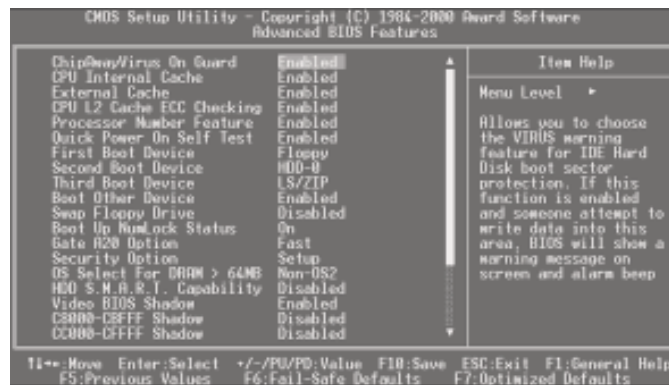 CMOS Setup Utility - Copyright (C) 1984-2000 Award Software
Advanced BIOS Features
ChipAwayVirus On Guard Enabled
CPU Internal Cache Enabled
External Cache Enabled
CPU L2 Cache ECC Checking Enabled
Processor Number Feature Enabled
Quick Power On Self Test Enabled
First Boot Device Floppy
Second Boot Device HDD-0
Third Boot Device LS/ZIP
Boot Other Device Enabled
Swap Floppy Drive Disabled
Boot Up NumLock Status On
Gate A20 Option Fast
Security Option Setup
OS Select For DRAM > 64MB Non-OS2
HDD S.M.A.R.T. Capability Disabled
Video BIOS Shadow Enabled
C8000-CBFFF Shadow Disabled
CC000-CFFFF Shadow Disabled
Item Help
Menu Level ►
Allows you to choose
the VIRUS warning
feature for IDE Hard
Disk boot sector
protection. If this
function is enabled
and someone attempt to
write data into this
area, BIOS will show a
warning message on
screen and alarm beep
↑↓→←:Move Enter:Select +/-/PU/PD:Value F10:Save ESC:Exit F1:General Help
F5:Previous Values F6:Fail-Safe Defaults F7:Optimized Defaults